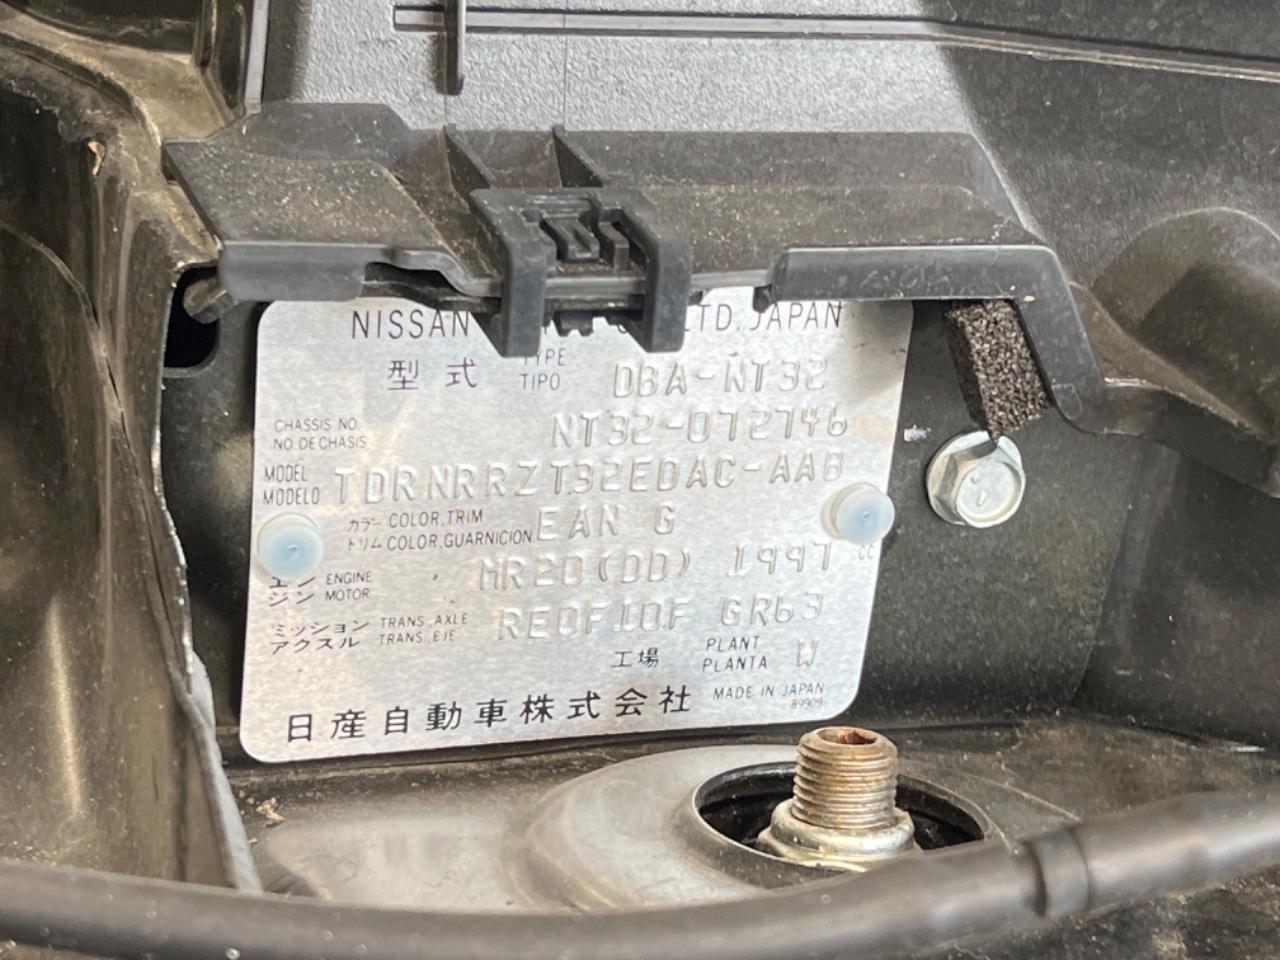 NISSAN LTD. JAPAN
型式 TYPE TIPO DBA-NT32
CHASSIS NO. NO. DE CHASIS NT32-072746
MODEL MODELO TDRNRRZ T32EDAC-AAB
カラー トリム COLOR, TRIM COLOR, GUARNICION EAN G
エンジン ENGINE MOTOR MR20(DD) 1997 CC
ミッション アクスル TRANS. AXLE TRANS. EJE RE0F10F GR63
工場 PLANT PLANTA W
日産自動車株式会社 MADE IN JAPAN
89909